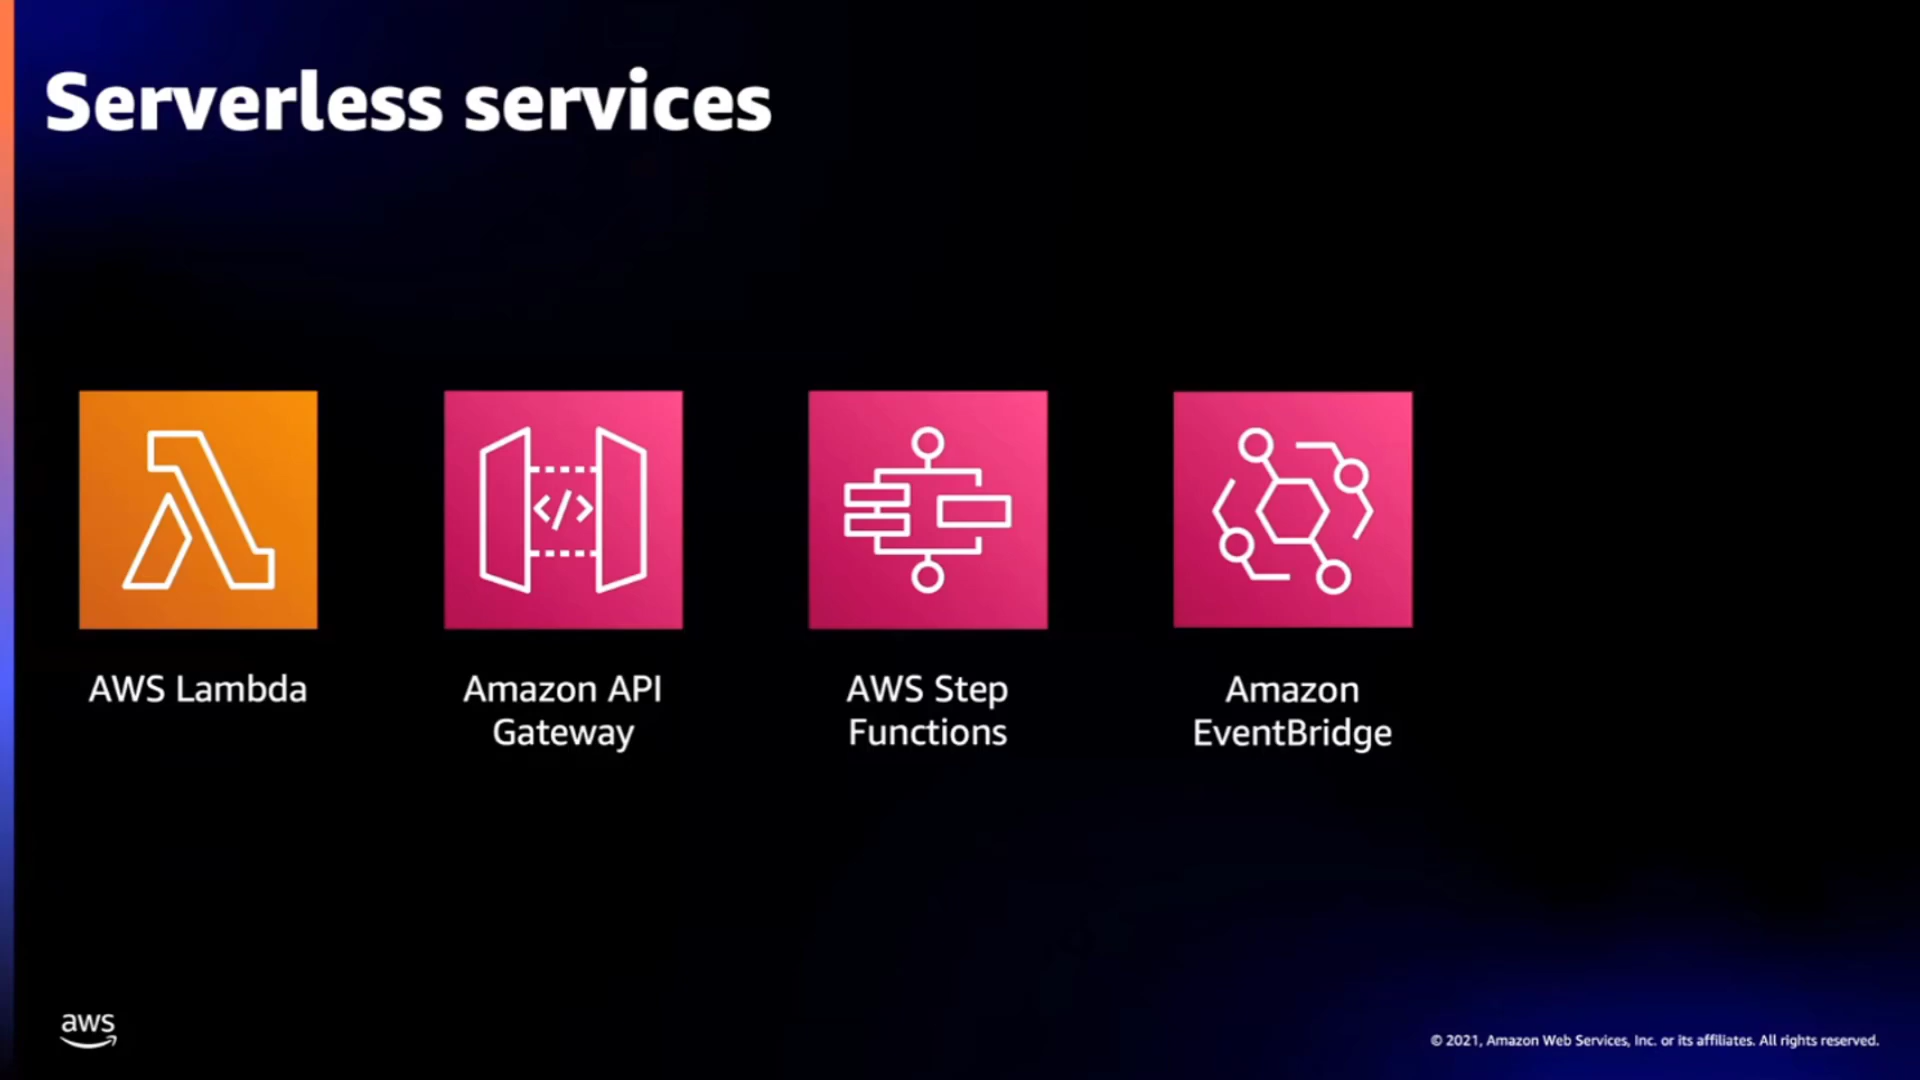 Serverless services
</>
AWS Lambda
Amazon API
Gateway
AWS Step
Functions
Amazon
EventBridge
aws
© 2021, Amazon Web Services, Inc. or its affiliates. All rights reserved.